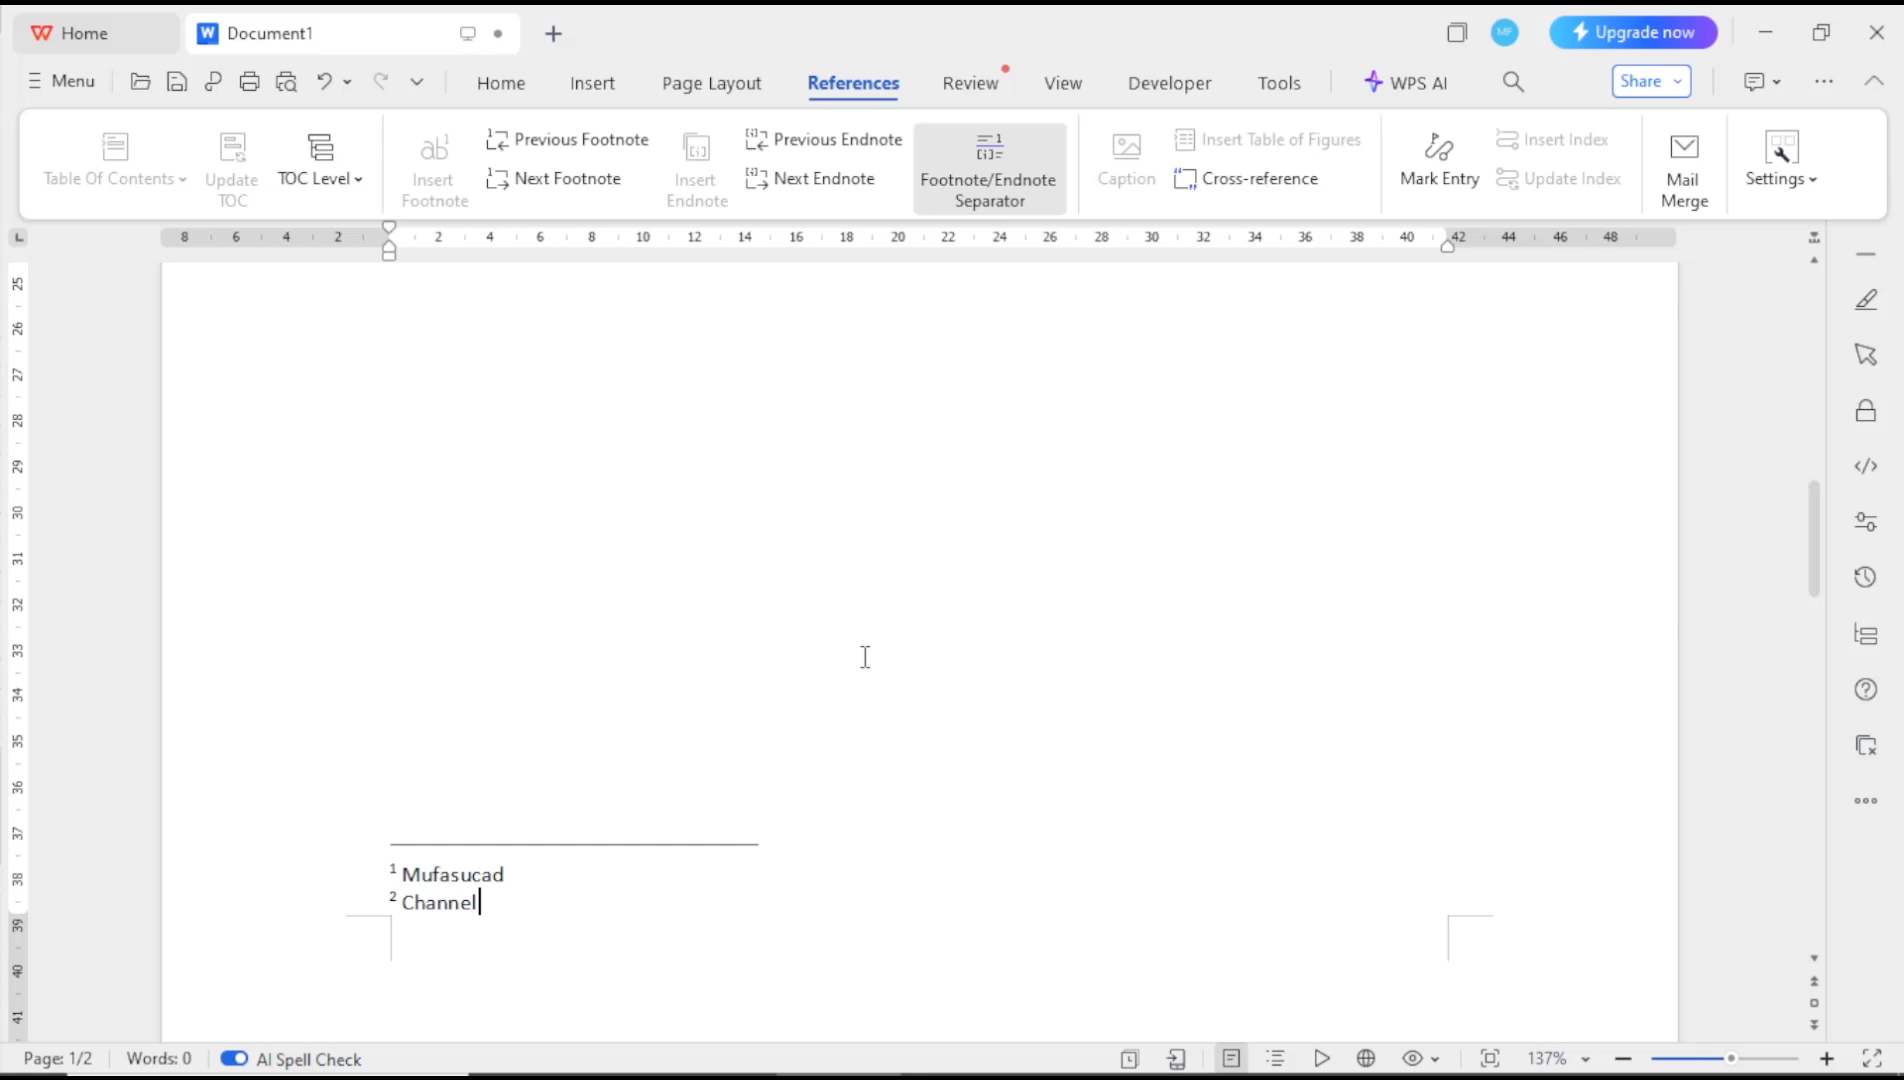 Home
Document1
MF
Upgrade now
Menu
Home
Insert
Page Layout
References
Review
View
Developer
Tools
WPS AI
Share
Table Of Contents
Update
TOC
TOC Level
Insert
Footnote
Previous Footnote
Next Footnote
Insert
Endnote
Previous Endnote
Next Endnote
Footnote/Endnote
Separator
Caption
Insert Table of Figures
Cross-reference
Mark Entry
Insert Index
Update Index
Mail
Merge
Settings
8 6 4 2 2 4 6 8 10 12 14 16 18 20 22 24 26 28 30 32 34 36 38 40 42 44 46 48
25
26
27
28
29
30
31
32
33
34
35
36
37
38
39
40
41
1 Mufasucad
2 Channel
Page: 1/2 Words: 0 AI Spell Check 137%